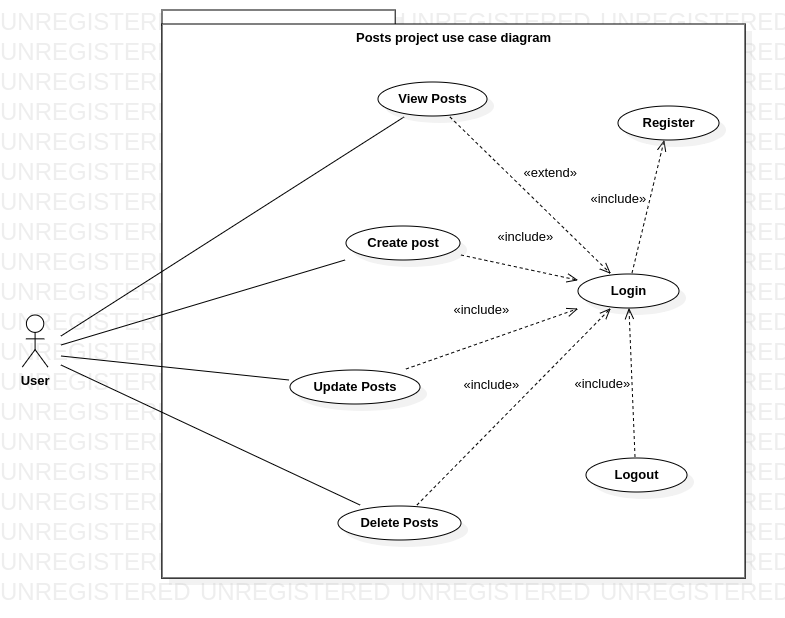 Posts project use case diagram
View Posts
Register
«extend»
«include»
Create post
«include»
Login
«include»
User
Update Posts
«include»
«include»
Logout
Delete Posts
UNREGISTERED UNREGISTERED UNREGISTERED UNREGISTERED